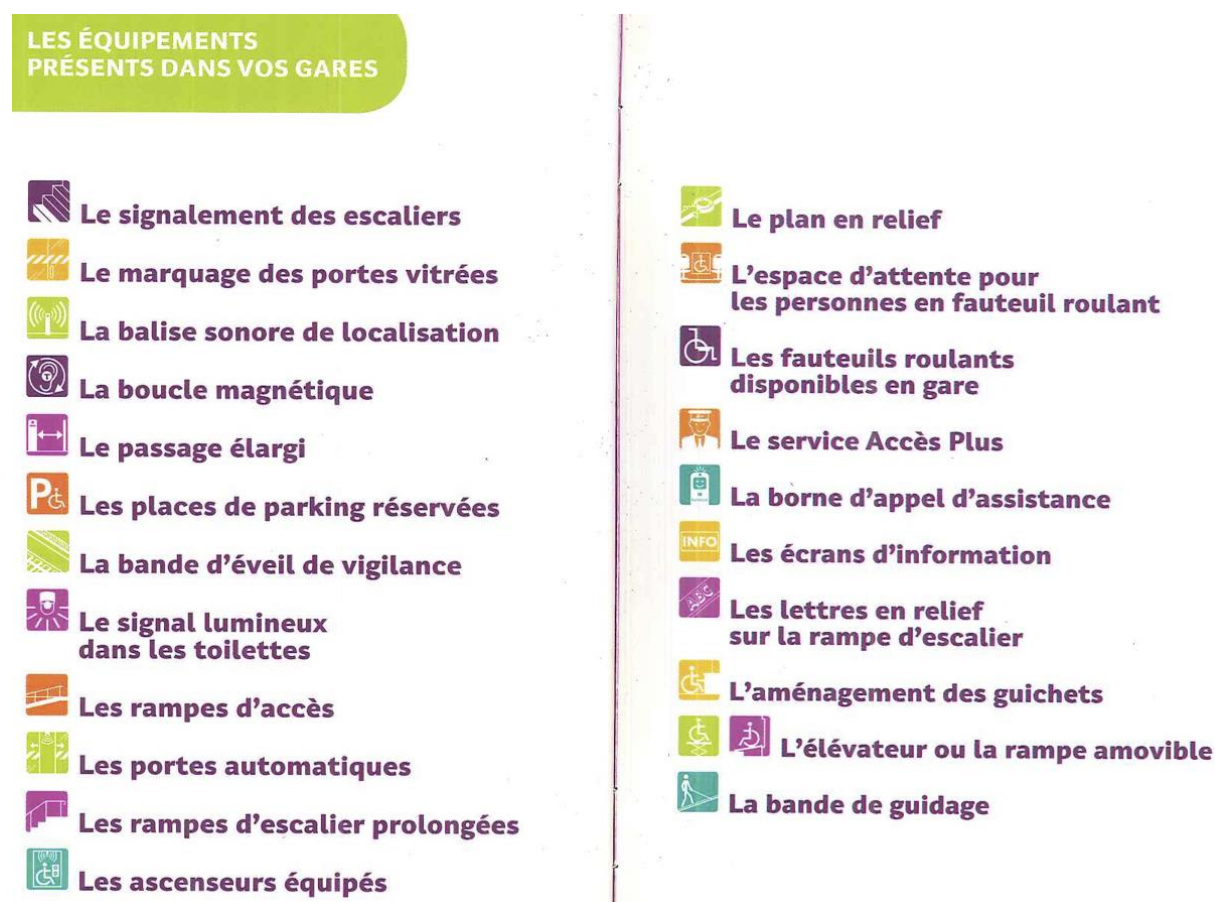 LES ÉQUIPEMENTS
PRÉSENTS DANS VOS GARES
Le signalement des escaliers
Le marquage des portes vitrées
La balise sonore de localisation
T
La boucle magnétique
Le passage élargi
P
Les places de parking réservées
La bande d'éveil de vigilance
Le signal lumineux
dans les toilettes
Les rampes d'accès
Les portes automatiques
Les rampes d'escalier prolongées
Les ascenseurs équipés
Le plan en relief
L'espace d'attente pour
les personnes en fauteuil roulant
Les fauteuils roulants
disponibles en gare
Le service Accès Plus
La borne d'appel d'assistance
INFO
Les écrans d'information
ABC
Les lettres en relief
sur la rampe d'escalier
L'aménagement des guichets
L'élévateur ou la rampe amovible
La bande de guidage